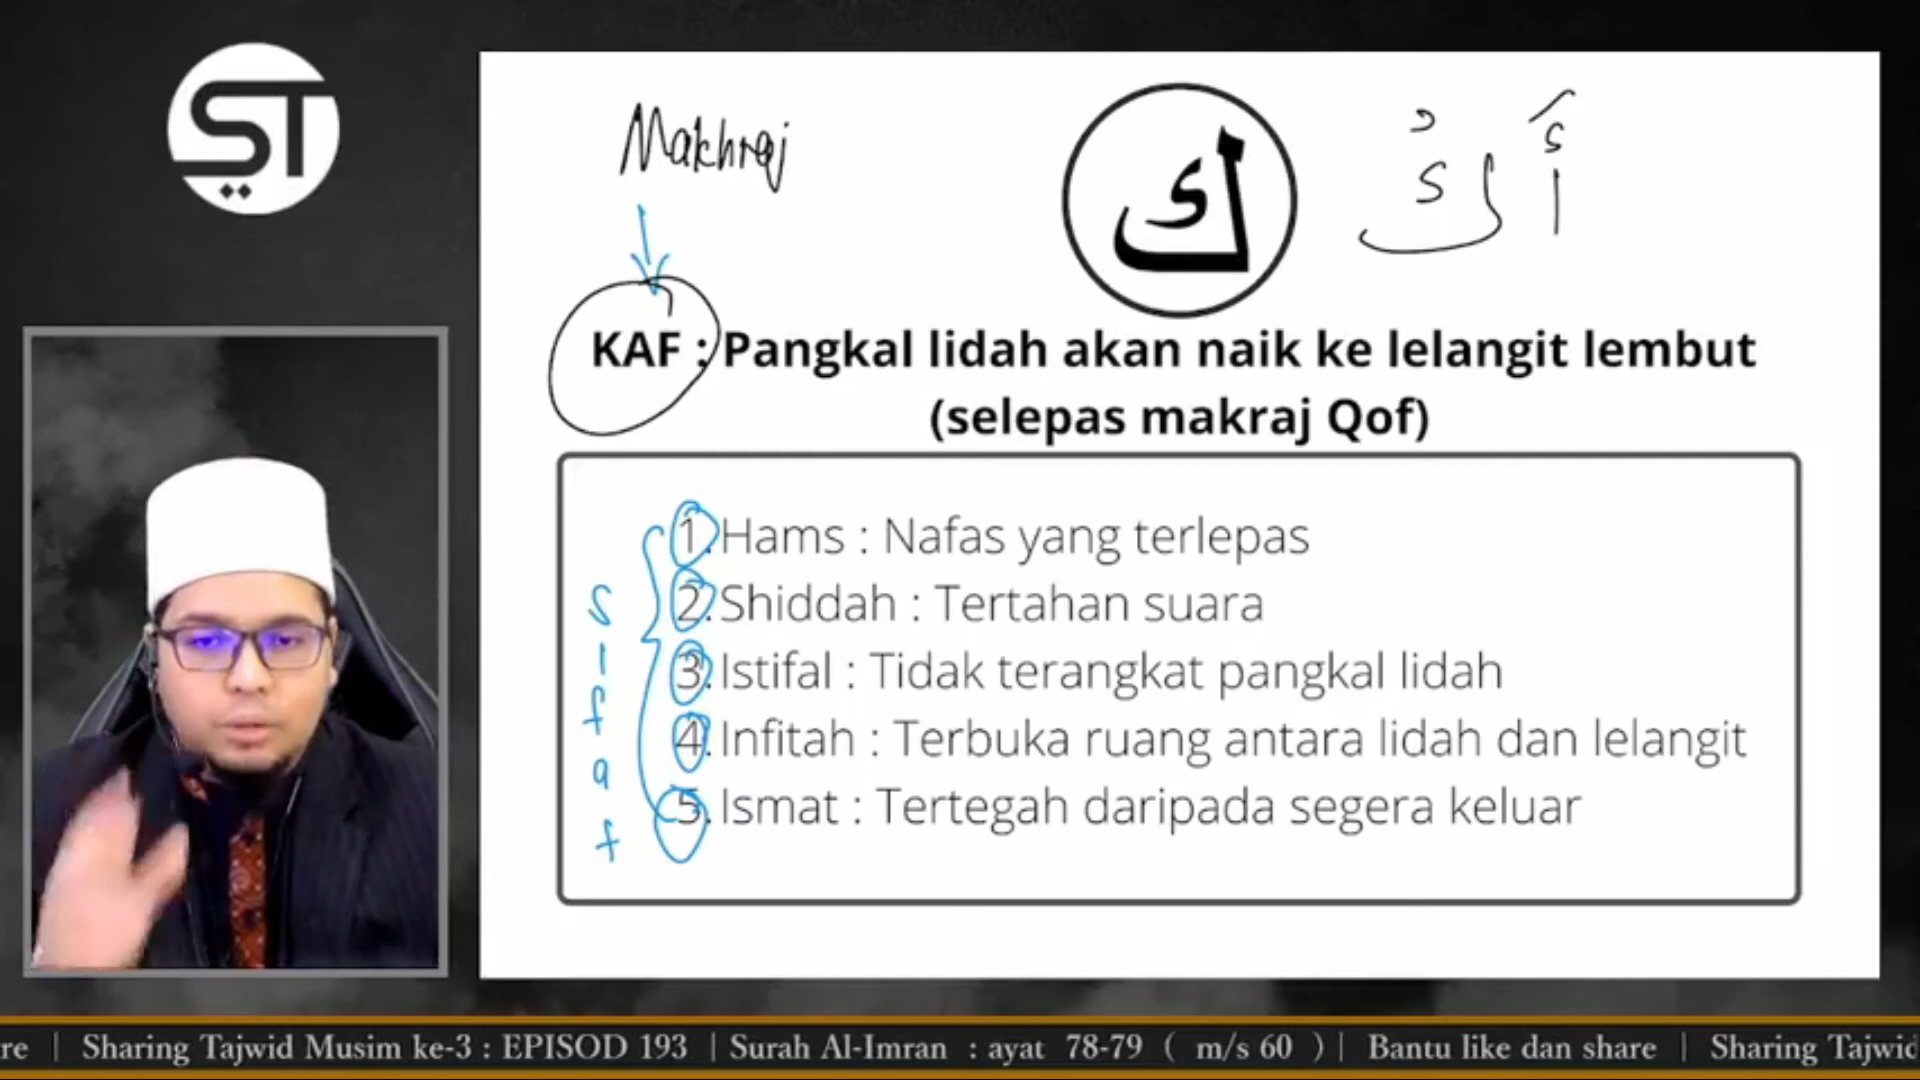 ST
Makhraj
ك
أَكْ
KAF : Pangkal lidah akan naik ke lelangit lembut
(selepas makraj Qof)
1. Hams : Nafas yang terlepas
2. Shiddah : Tertahan suara
3. Istifal : Tidak terangkat pangkal lidah
4. Infitah : Terbuka ruang antara lidah dan lelangit
5. Ismat : Tertegah daripada segera keluar
sifat
re | Sharing Tajwid Musim ke-3 : EPISOD 193 | Surah Al-Imran : ayat 78-79 ( m/s 60 ) | Bantu like dan share | Sharing Tajwid